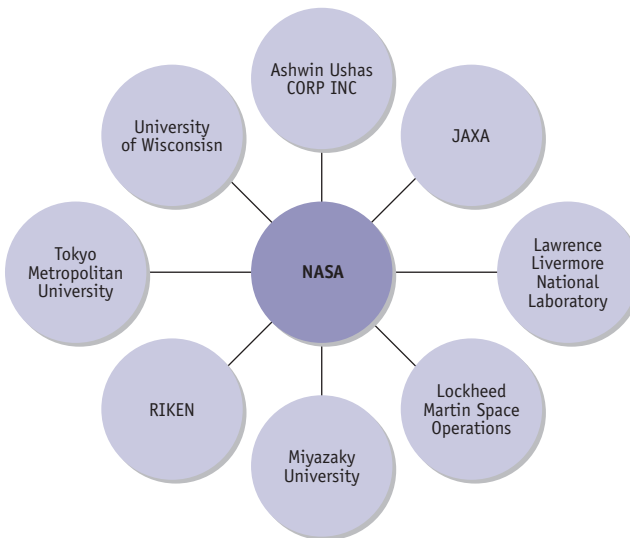 Ashwin Ushas
CORP INC
University
of Wisconsisn
JAXA
Tokyo
Metropolitan
University
NASA
Lawrence
Livermore
National
Laboratory
RIKEN
Lockheed
Martin Space
Operations
Miyazaky
University